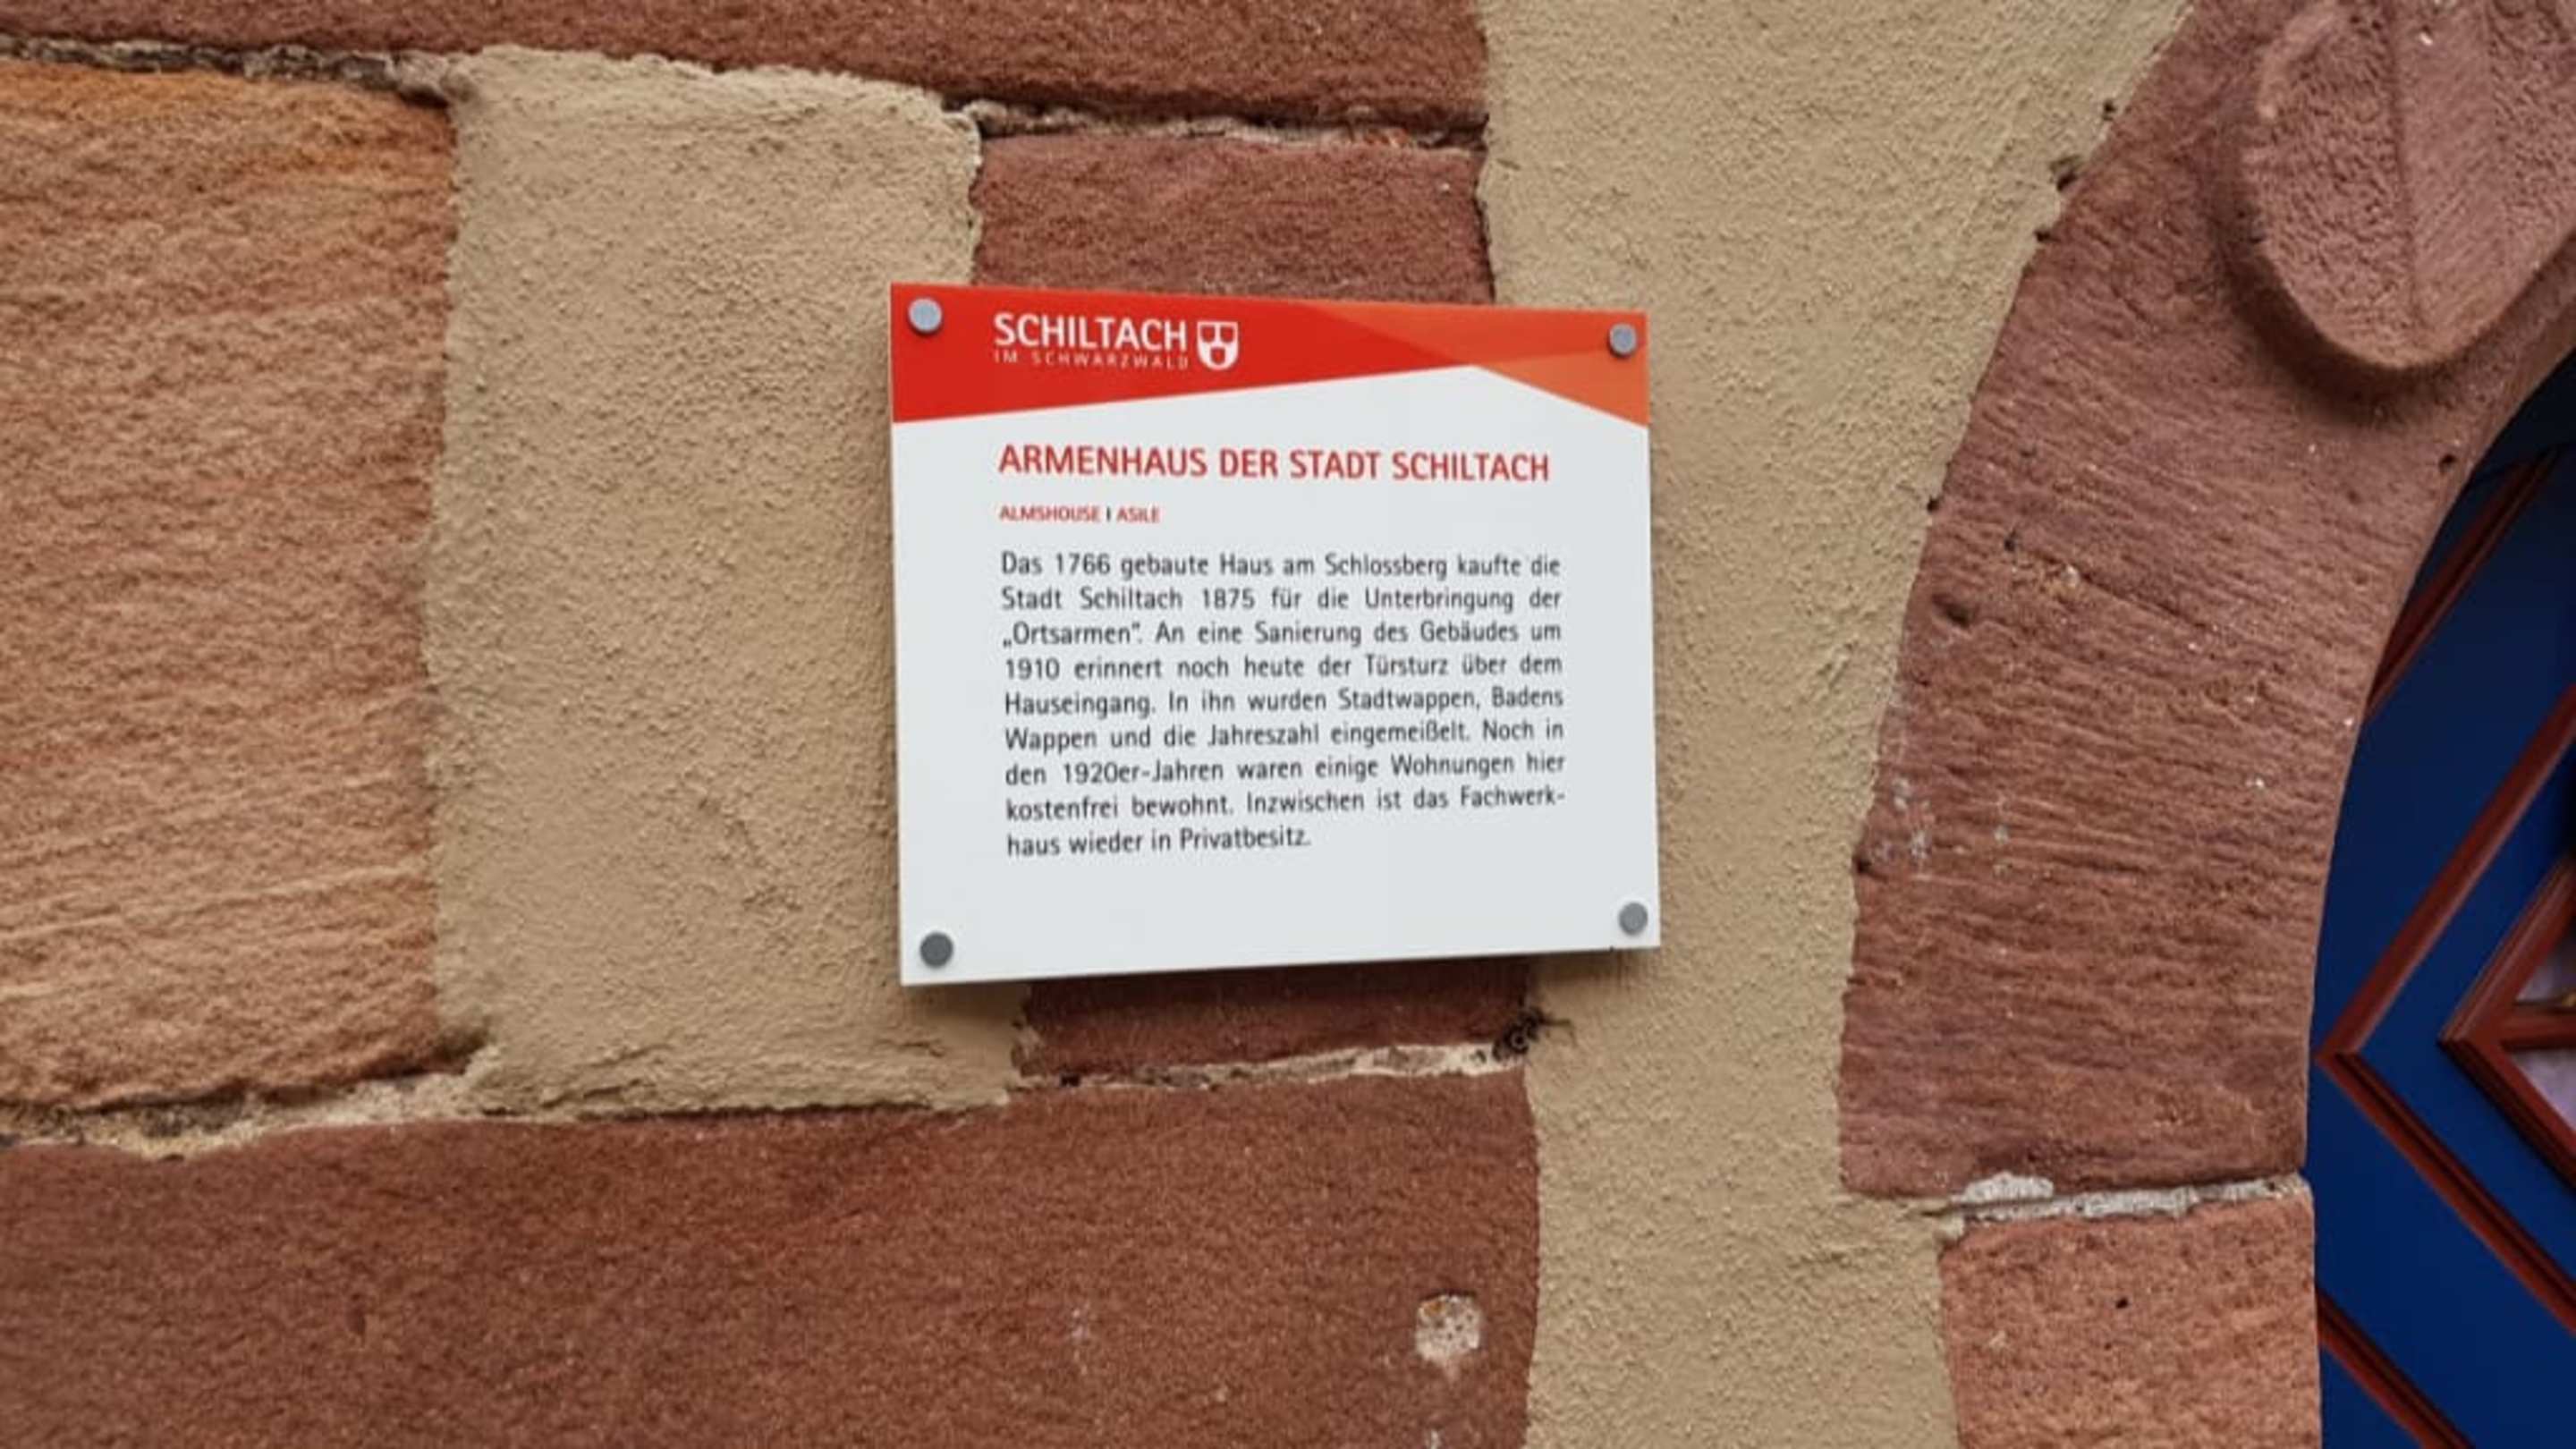 SCHILTACH
IM SCHWARZWALD
ARMENHAUS DER STADT SCHILTACH
ALMSHOUSE I ASILE
Das 1766 gebaute Haus am Schlossberg kaufte die
Stadt Schiltach 1875 für die Unterbringung der
„Ortsarmen“. An eine Sanierung des Gebäudes um
1910 erinnert noch heute der Türsturz über dem
Hauseingang. In ihn wurden Stadtwappen, Badens
Wappen und die Jahreszahl eingemeißelt. Noch in
den 1920er-Jahren waren einige Wohnungen hier
kostenfrei bewohnt. Inzwischen ist das Fachwerk-
haus wieder in Privatbesitz.